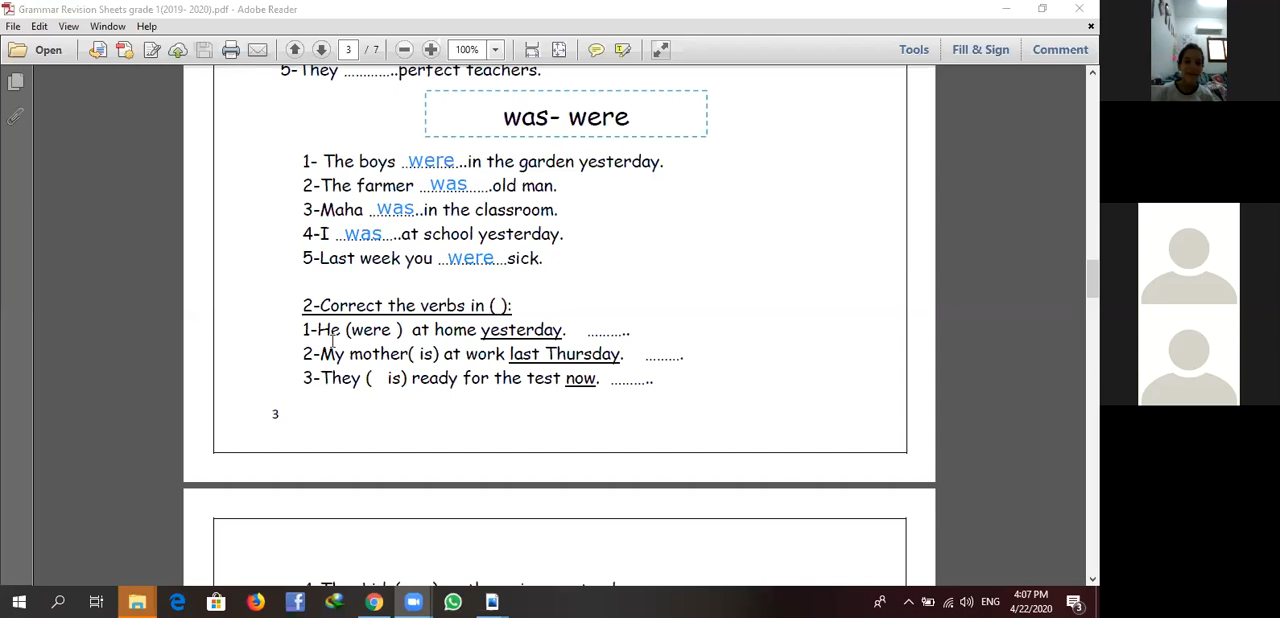 Grammar Revision Sheets grade 1(2019- 2020).pdf - Adobe Reader
File Edit View Window Help
Open 3 / 7 100% Tools Fill & Sign Comment
5-They ..............perfect teachers.
was- were
1- The boys ..were..in the garden yesterday.
2-The farmer ..was.....old man.
3-Maha ..was..in the classroom.
4-I ...was...at school yesterday.
5-Last week you ..were...sick.
2-Correct the verbs in ( ):
1-He (were ) at home yesterday. ..........
2-My mother( is) at work last Thursday. ..........
3-They ( is) ready for the test now. ...........
3
ENG
4:07 PM
4/22/2020
3